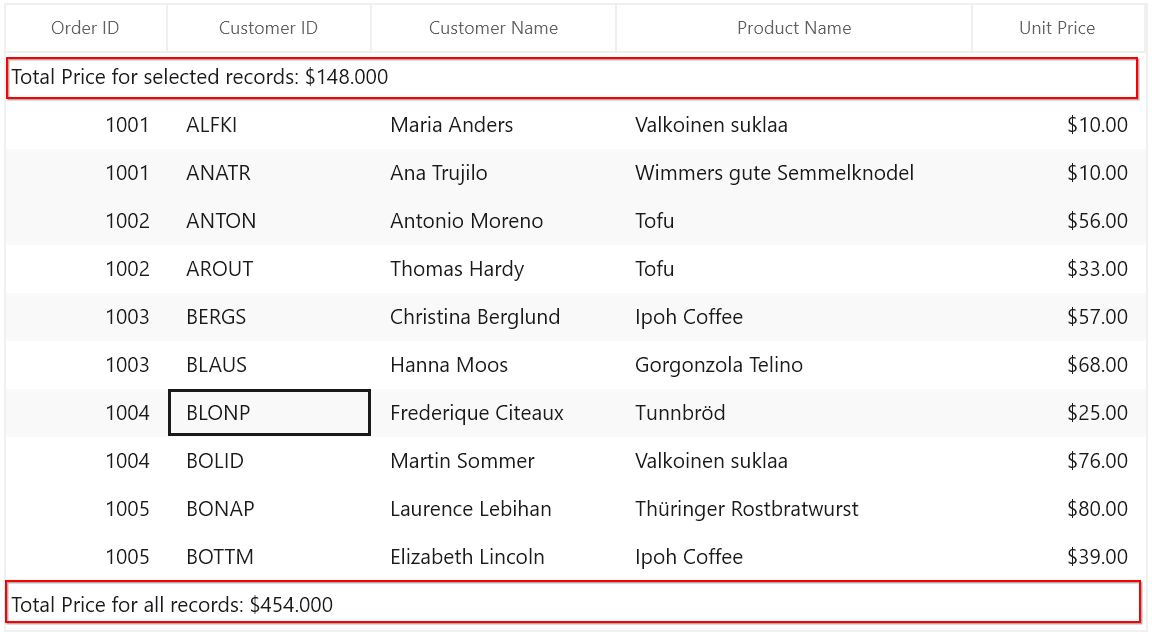 Order ID Customer ID Customer Name Product Name Unit Price
Total Price for selected records: $148.000
1001 ALFKI Maria Anders Valkoinen suklaa $10.00
1001 ANATR Ana Trujilo Wimmers gute Semmelknodel $10.00
1002 ANTON Antonio Moreno Tofu $56.00
1002 AROUT Thomas Hardy Tofu $33.00
1003 BERGS Christina Berglund Ipoh Coffee $57.00
1003 BLAUS Hanna Moos Gorgonzola Telino $68.00
1004 BLONP Frederique Citeaux Tunnbröd $25.00
1004 BOLID Martin Sommer Valkoinen suklaa $76.00
1005 BONAP Laurence Lebihan Thüringer Rostbratwurst $80.00
1005 BOTTM Elizabeth Lincoln Ipoh Coffee $39.00
Total Price for all records: $454.000